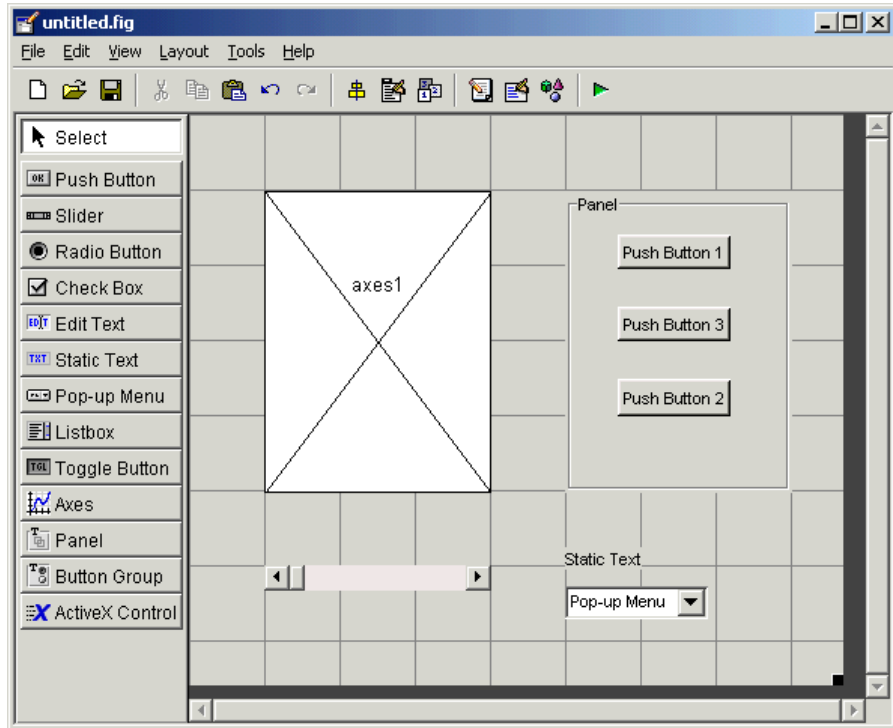 untitled.fig
File Edit View Layout Tools Help
Select
Push Button
Slider
Radio Button
Check Box
Edit Text
Static Text
Pop-up Menu
Listbox
Toggle Button
Axes
Panel
Button Group
ActiveX Control
axes1
Panel
Push Button 1
Push Button 3
Push Button 2
Static Text
Pop-up Menu